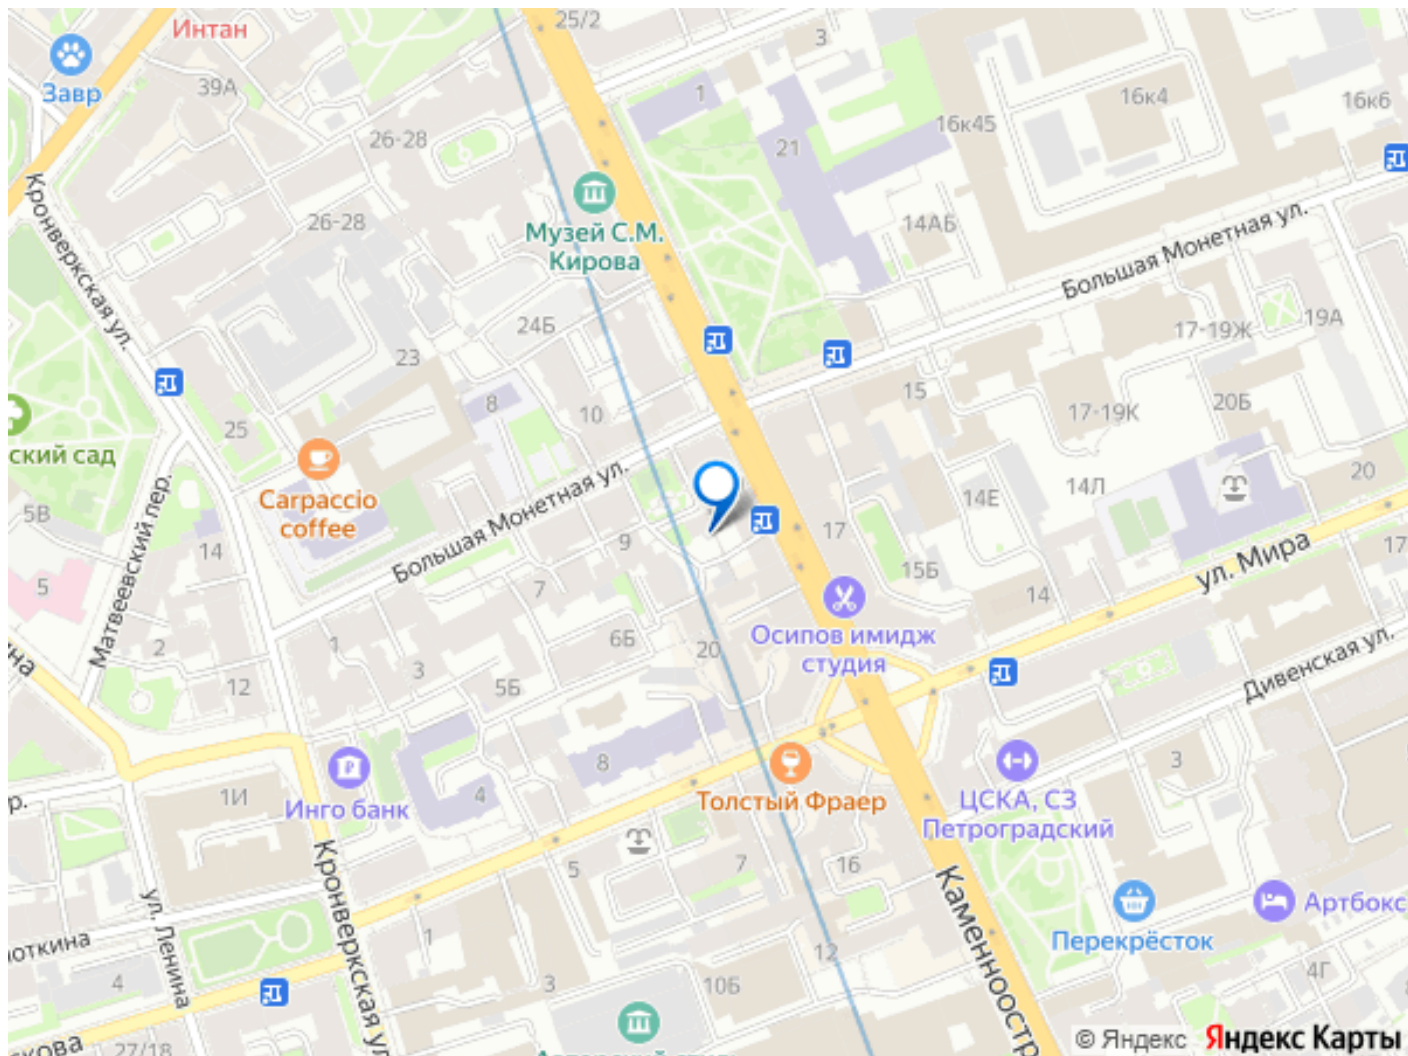 25/2
Интан
3
Завр
39А
1
16к4
16к6
26-28
21
16к45
Кронверкская ул.
26-28
Музей С.М.
Кирова
14АБ
Большая Монетная ул.
24Б
17-19Ж
19А
23
8
10
15
17-19К
20Б
25
ский сад
Carpaccio
coffee
Большая Монетная ул.
14Е
14Л
20
5В
Матвеевский пер.
14
9
17
ул. Мира
17
5
7
15Б
14
1
2
3
6Б
20
Осипов имидж
студия
Дивенская ул.
на
12
5Б
8
3
1И
Инго банк
4
Толстый Фраер
ЦСКА, СЗ
Петроградский
р.
Кронверкская ул
5
7
16
Каменноостр
ул. Ленина
Перекрёсток
Артбокс
откина
1
12
4
3
10Б
4Г
кова
27/18
© Яндекс
Яндекс Карты